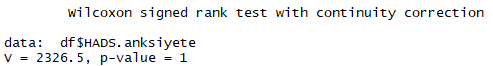 Wilcoxon signed rank test with continuity correction
data:  df$HADS.anksiyete
V = 2326.5, p-value = 1